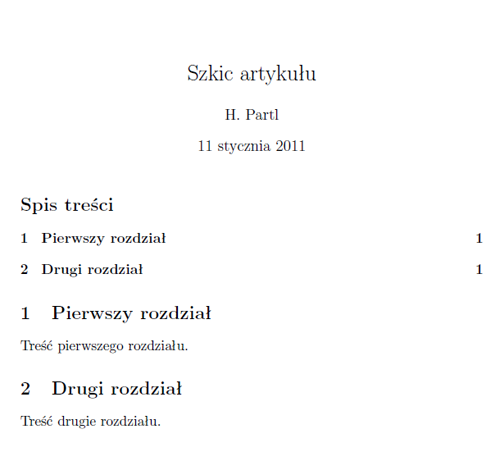 Szkic artykułu
H. Partl
11 stycznia 2011
Spis treści
1 Pierwszy rozdział 1
2 Drugi rozdział 1
1 Pierwszy rozdział
Treść pierwszego rozdziału.
2 Drugi rozdział
Treść drugie rozdziału.